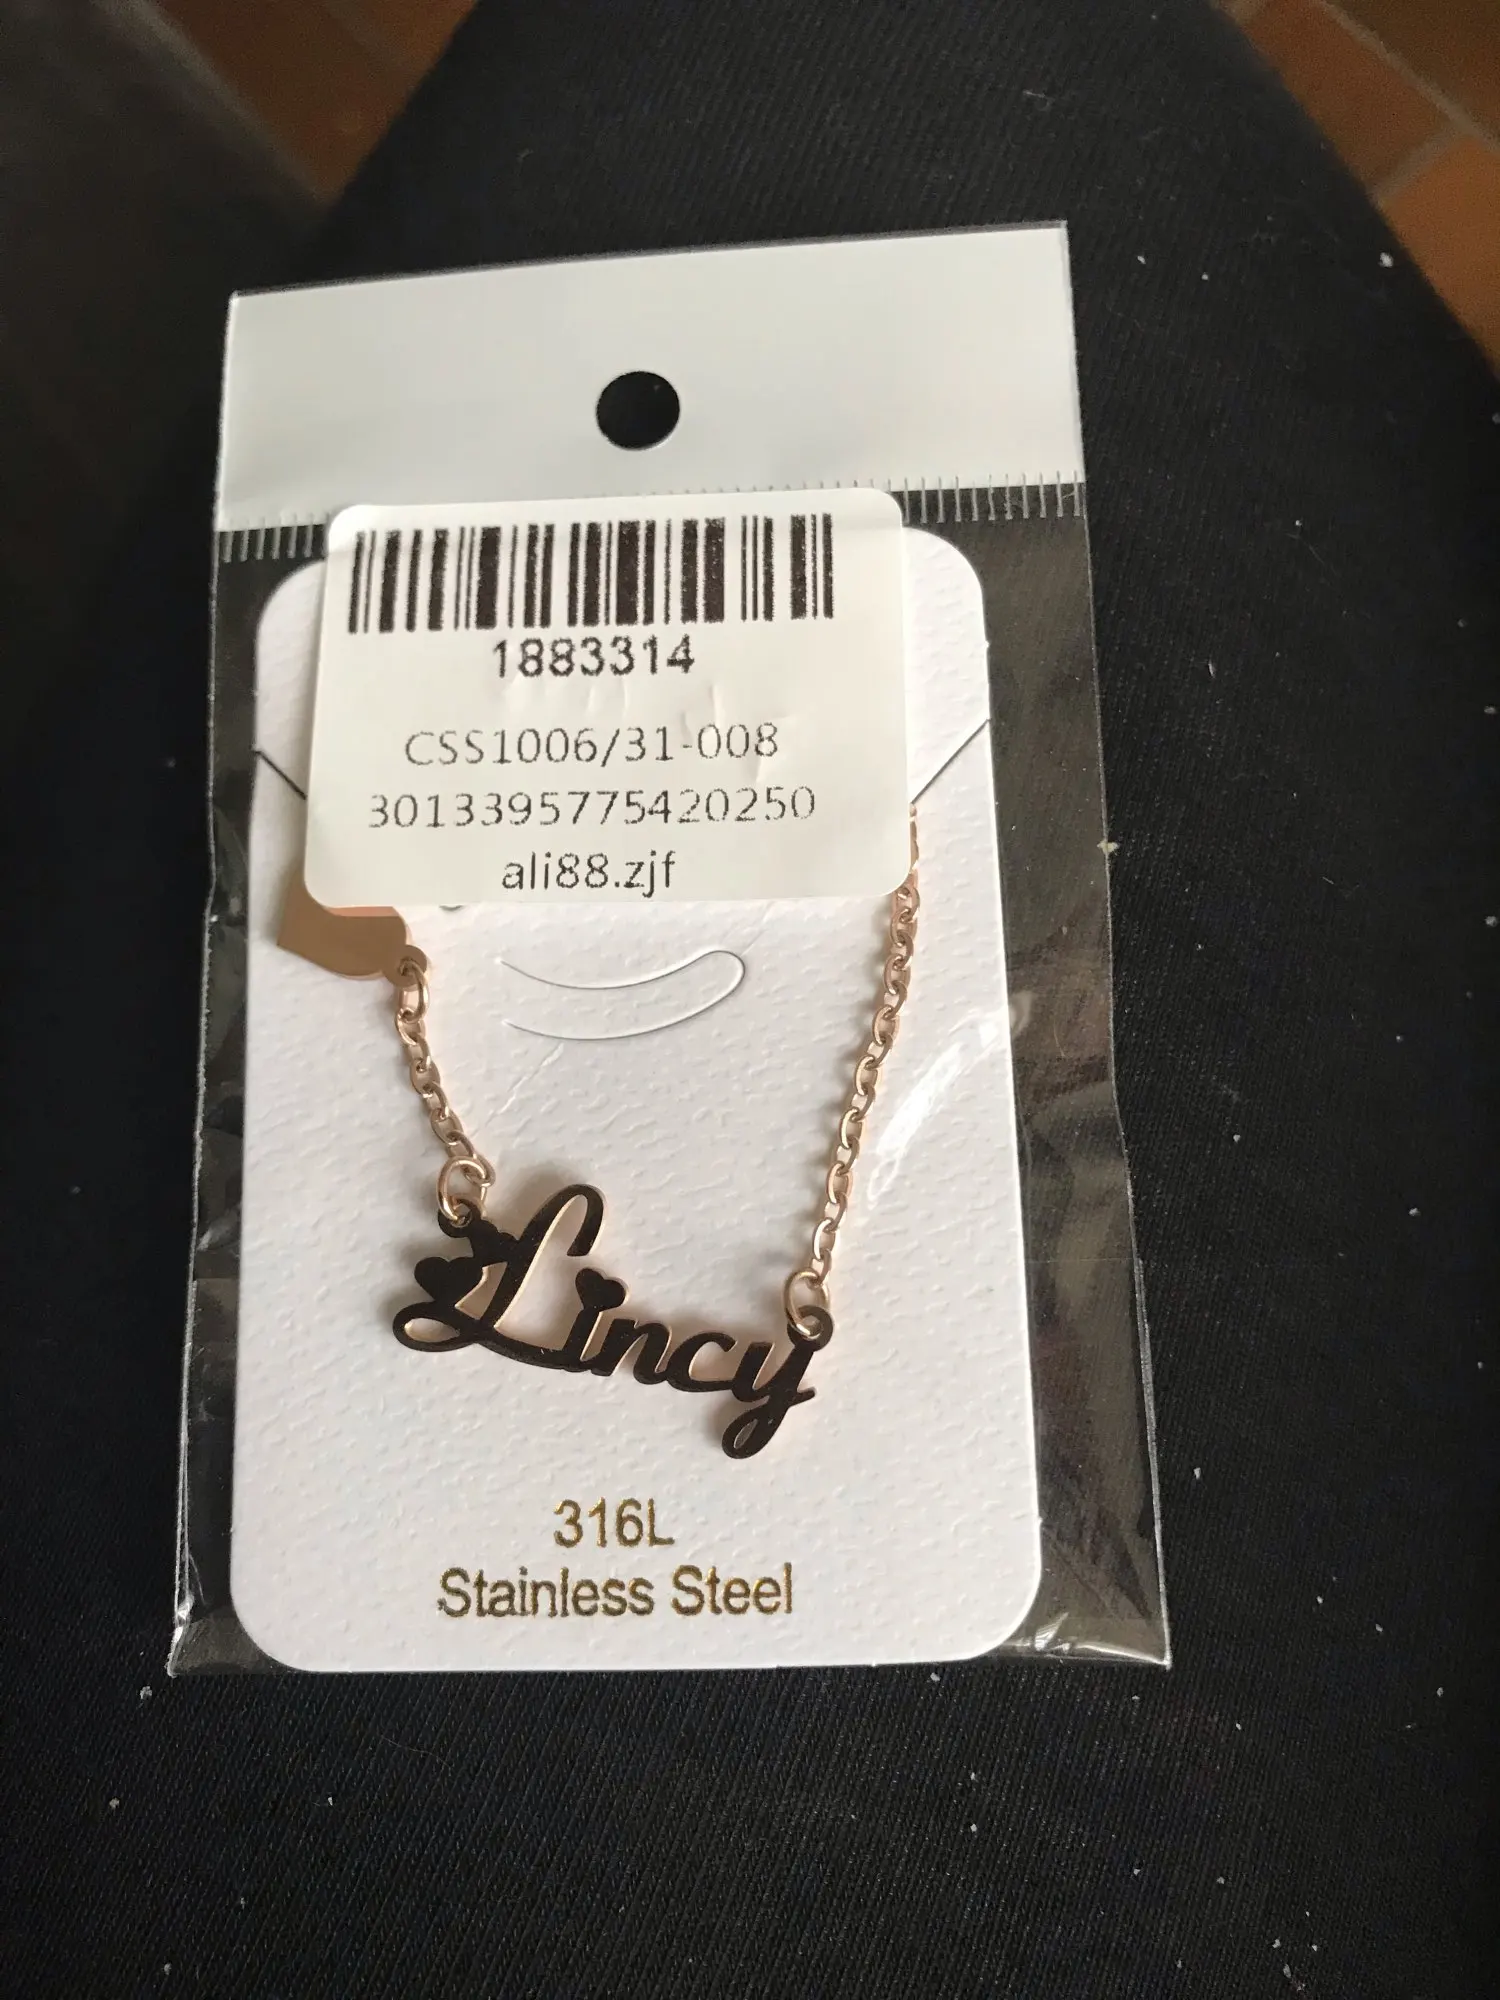 1883314
CSS1006/31-008
3013395775420250
ali88.zjf
Lincy
316L
Stainless Steel